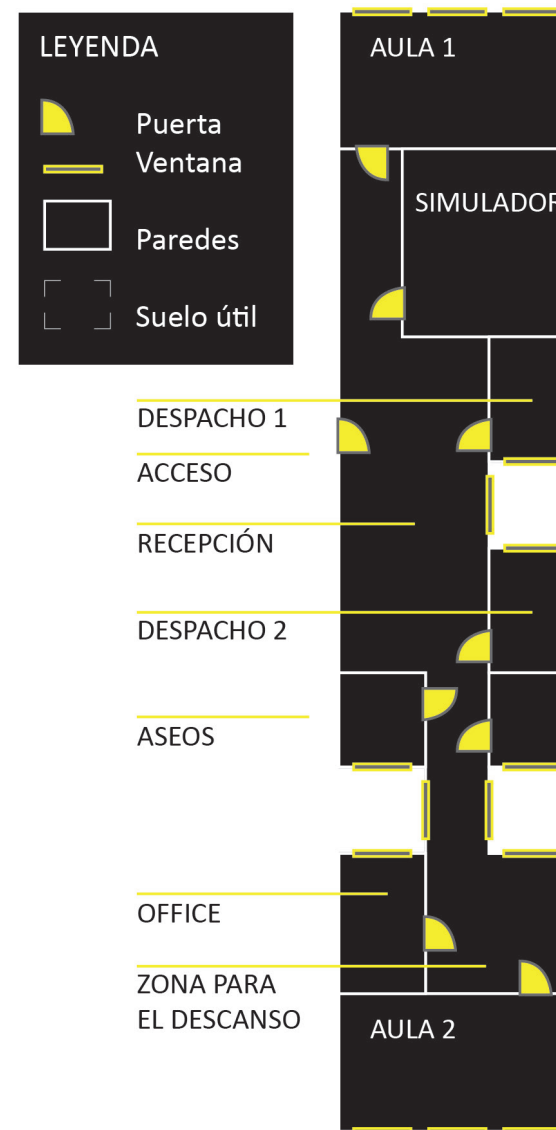 LEYENDA
Puerta
Ventana
Paredes
Suelo útil
AULA 1
SIMULADOR
DESPACHO 1
ACCESO
RECEPCIÓN
DESPACHO 2
ASEOS
OFFICE
ZONA PARA
EL DESCANSO
AULA 2